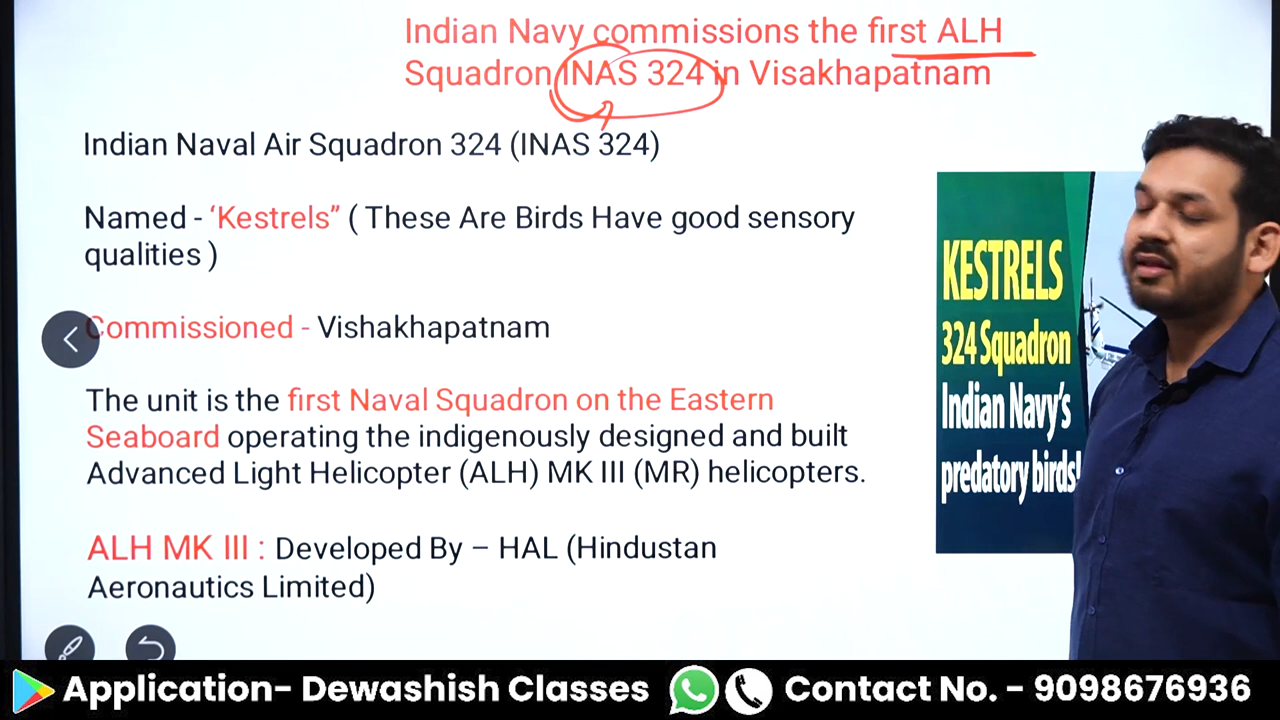 Indian Navy commissions the first ALH
Squadron INAS 324 in Visakhapatnam
Indian Naval Air Squadron 324 (INAS 324)
Named - ‘Kestrels” ( These Are Birds Have good sensory
qualities )
Commissioned - Vishakhapatnam
The unit is the first Naval Squadron on the Eastern
Seaboard operating the indigenously designed and built
Advanced Light Helicopter (ALH) MK III (MR) helicopters.
ALH MK III : Developed By – HAL (Hindustan
Aeronautics Limited)
KESTRELS
324 Squadron
Indian Navy's
predatory birds!
Application- Dewashish Classes
Contact No. - 9098676936